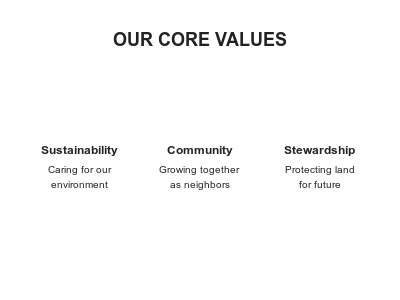 OUR CORE VALUES
Sustainability
Caring for our
environment
Community
Growing together
as neighbors
Stewardship
Protecting land
for future